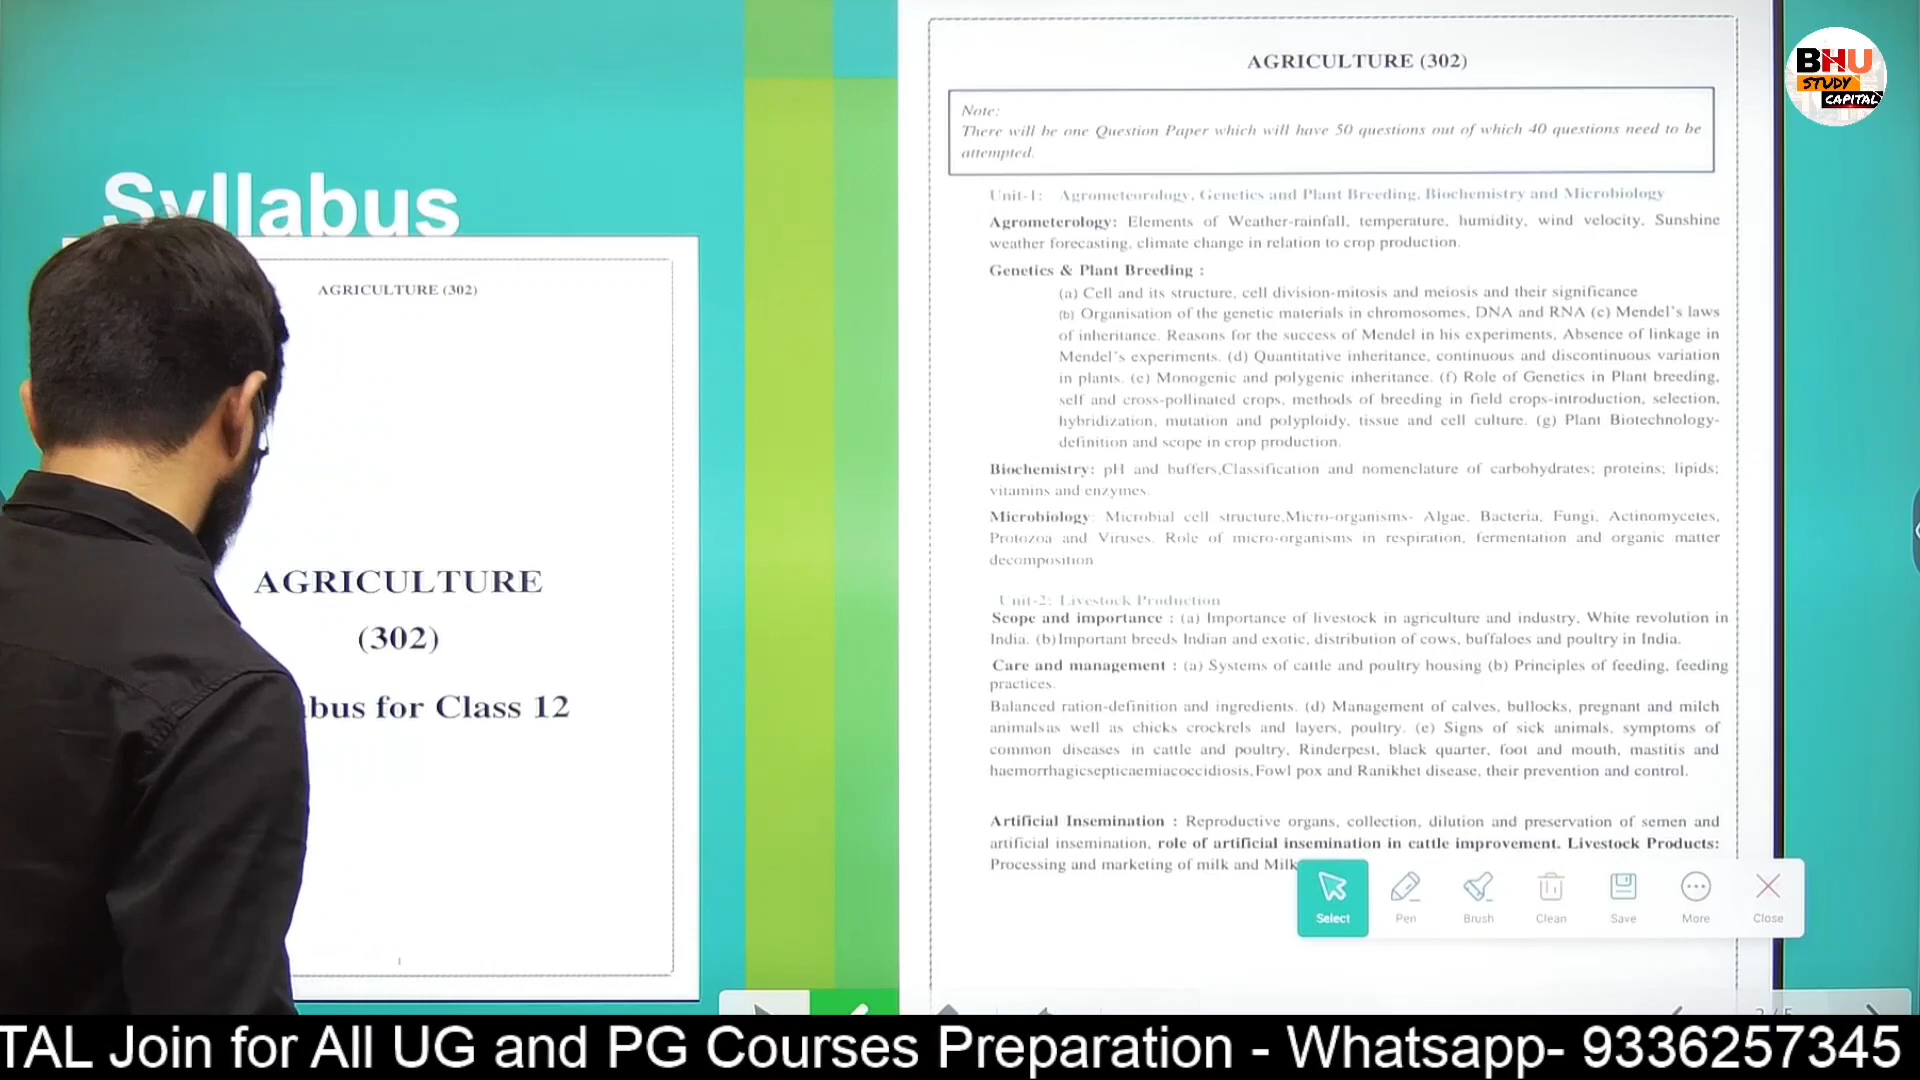 BHU
STUDY
CAPITAL
Syllabus
AGRICULTURE (302)
AGRICULTURE
(302)
bus for Class 12
1
AGRICULTURE (302)
Note:
There will be one Question Paper which will have 50 questions out of which 40 questions need to be
attempted.
Unit-1: Agrometeorology, Genetics and Plant Breeding, Biochemistry and Microbiology
Agrometerology: Elements of Weather-rainfall, temperature, humidity, wind velocity, Sunshine
weather forecasting, climate change in relation to crop production.
Genetics & Plant Breeding :
(a) Cell and its structure, cell division-mitosis and meiosis and their significance
(b) Organisation of the genetic materials in chromosomes, DNA and RNA (c) Mendel's laws
of inheritance. Reasons for the success of Mendel in his experiments, Absence of linkage in
Mendel's experiments. (d) Quantitative inheritance, continuous and discontinuous variation
in plants. (e) Monogenic and polygenic inheritance. (f) Role of Genetics in Plant breeding,
self and cross-pollinated crops, methods of breeding in field crops-introduction, selection,
hybridization, mutation and polyploidy, tissue and cell culture. (g) Plant Biotechnology-
definition and scope in crop production.
Biochemistry: pH and buffers,Classification and nomenclature of carbohydrates; proteins; lipids;
vitamins and enzymes.
Microbiology: Microbial cell structure,Micro-organisms- Algae, Bacteria, Fungi, Actinomycetes,
Protozoa and Viruses. Role of micro-organisms in respiration, fermentation and organic matter
decomposition
Unit-2: Livestock Production
Scope and importance : (a) Importance of livestock in agriculture and industry, White revolution in
India. (b)Important breeds Indian and exotic, distribution of cows, buffaloes and poultry in India.
Care and management : (a) Systems of cattle and poultry housing (b) Principles of feeding, feeding
practices.
Balanced ration-definition and ingredients. (d) Management of calves, bullocks, pregnant and milch
animalsas well as chicks crockrels and layers, poultry. (e) Signs of sick animals, symptoms of
common diseases in cattle and poultry, Rinderpest, black quarter, foot and mouth, mastitis and
haemorrhagicsepticaemiacoccidiosis,Fowl pox and Ranikhet disease, their prevention and control.
Artificial Insemination : Reproductive organs, collection, dilution and preservation of semen and
artificial insemination, role of artificial insemination in cattle improvement. Livestock Products:
Processing and marketing of milk and Milk
Select Pen Brush Clean Save More Close
TAL Join for All UG and PG Courses Preparation - Whatsapp- 9336257345